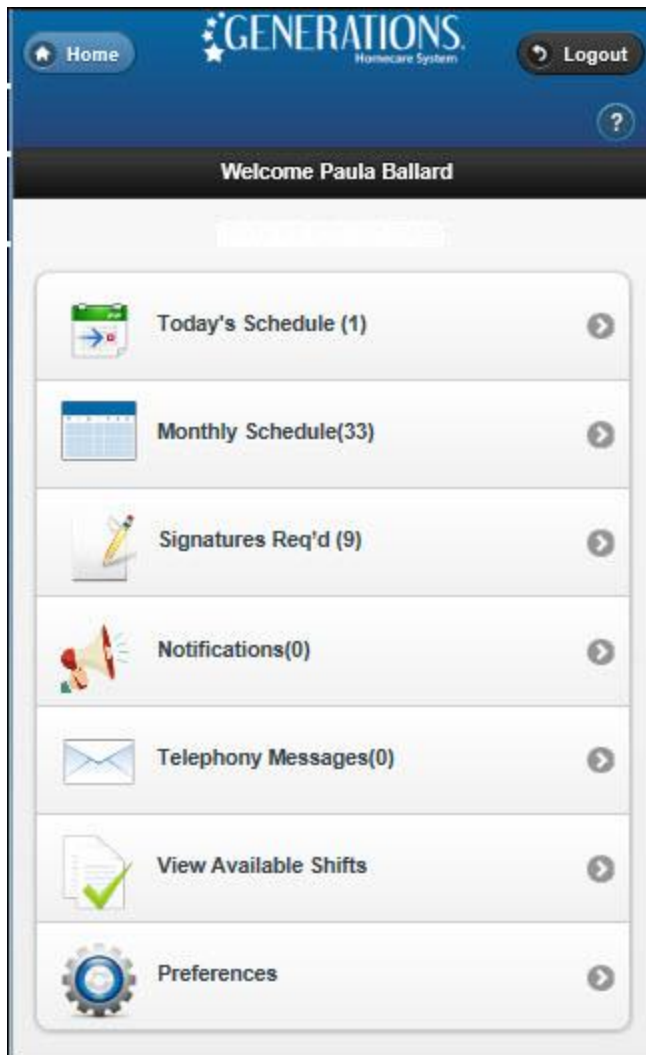 Home
GENERATIONS.
Homecare System
Logout
?
Welcome Paula Ballard
Today's Schedule (1)
Monthly Schedule(33)
Signatures Req'd (9)
Notifications(0)
Telephony Messages(0)
View Available Shifts
Preferences